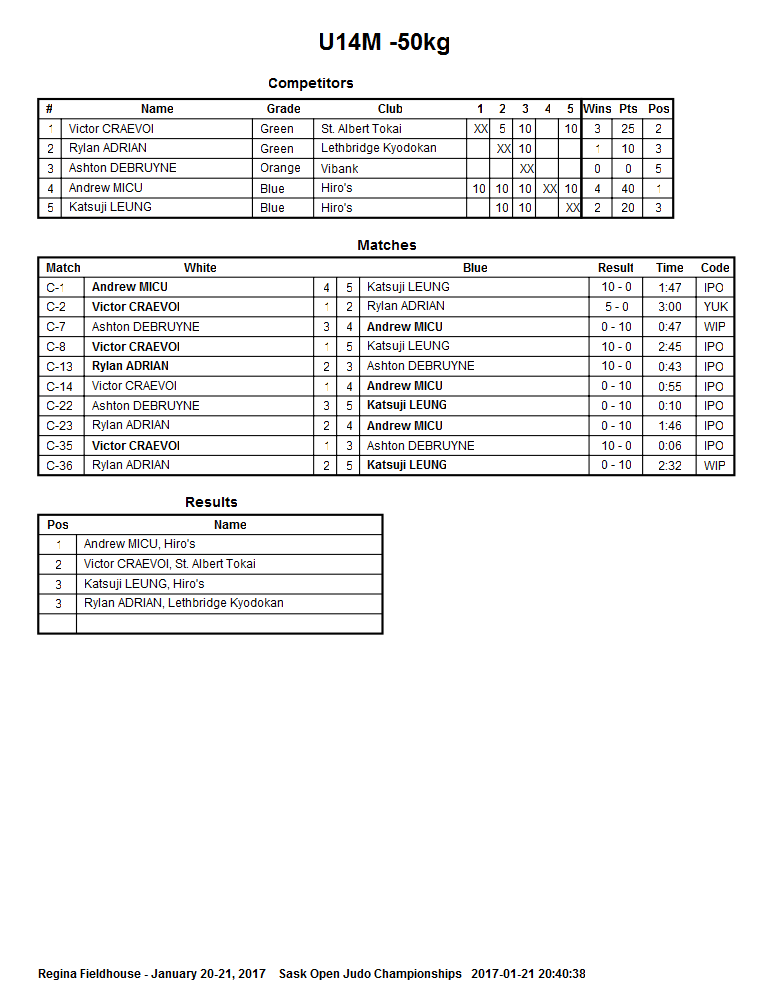 U14M -50kg
Competitors
# Name Grade Club 1 2 3 4 5 Wins Pts Pos
1 Victor CRAEVOI Green St. Albert Tokai XX 5 10 10 3 25 2
2 Rylan ADRIAN Green Lethbridge Kyodokan XX 10 1 10 3
3 Ashton DEBRUYNE Orange Vibank XX 0 0 5
4 Andrew MICU Blue Hiro's 10 10 10 XX 10 4 40 1
5 Katsuji LEUNG Blue Hiro's 10 10 XX 2 20 3
Matches
Match White Blue Result Time Code
C-1 Andrew MICU 4 5 Katsuji LEUNG 10 - 0 1:47 IPO
C-2 Victor CRAEVOI 1 2 Rylan ADRIAN 5 - 0 3:00 YUK
C-7 Ashton DEBRUYNE 3 4 Andrew MICU 0 - 10 0:47 WIP
C-8 Victor CRAEVOI 1 5 Katsuji LEUNG 10 - 0 2:45 IPO
C-13 Rylan ADRIAN 2 3 Ashton DEBRUYNE 10 - 0 0:43 IPO
C-14 Victor CRAEVOI 1 4 Andrew MICU 0 - 10 0:55 IPO
C-22 Ashton DEBRUYNE 3 5 Katsuji LEUNG 0 - 10 0:10 IPO
C-23 Rylan ADRIAN 2 4 Andrew MICU 0 - 10 1:46 IPO
C-35 Victor CRAEVOI 1 3 Ashton DEBRUYNE 10 - 0 0:06 IPO
C-36 Rylan ADRIAN 2 5 Katsuji LEUNG 0 - 10 2:32 WIP
Results
Pos Name
1 Andrew MICU, Hiro's
2 Victor CRAEVOI, St. Albert Tokai
3 Katsuji LEUNG, Hiro's
3 Rylan ADRIAN, Lethbridge Kyodokan
Regina Fieldhouse - January 20-21, 2017 Sask Open Judo Championships 2017-01-21 20:40:38